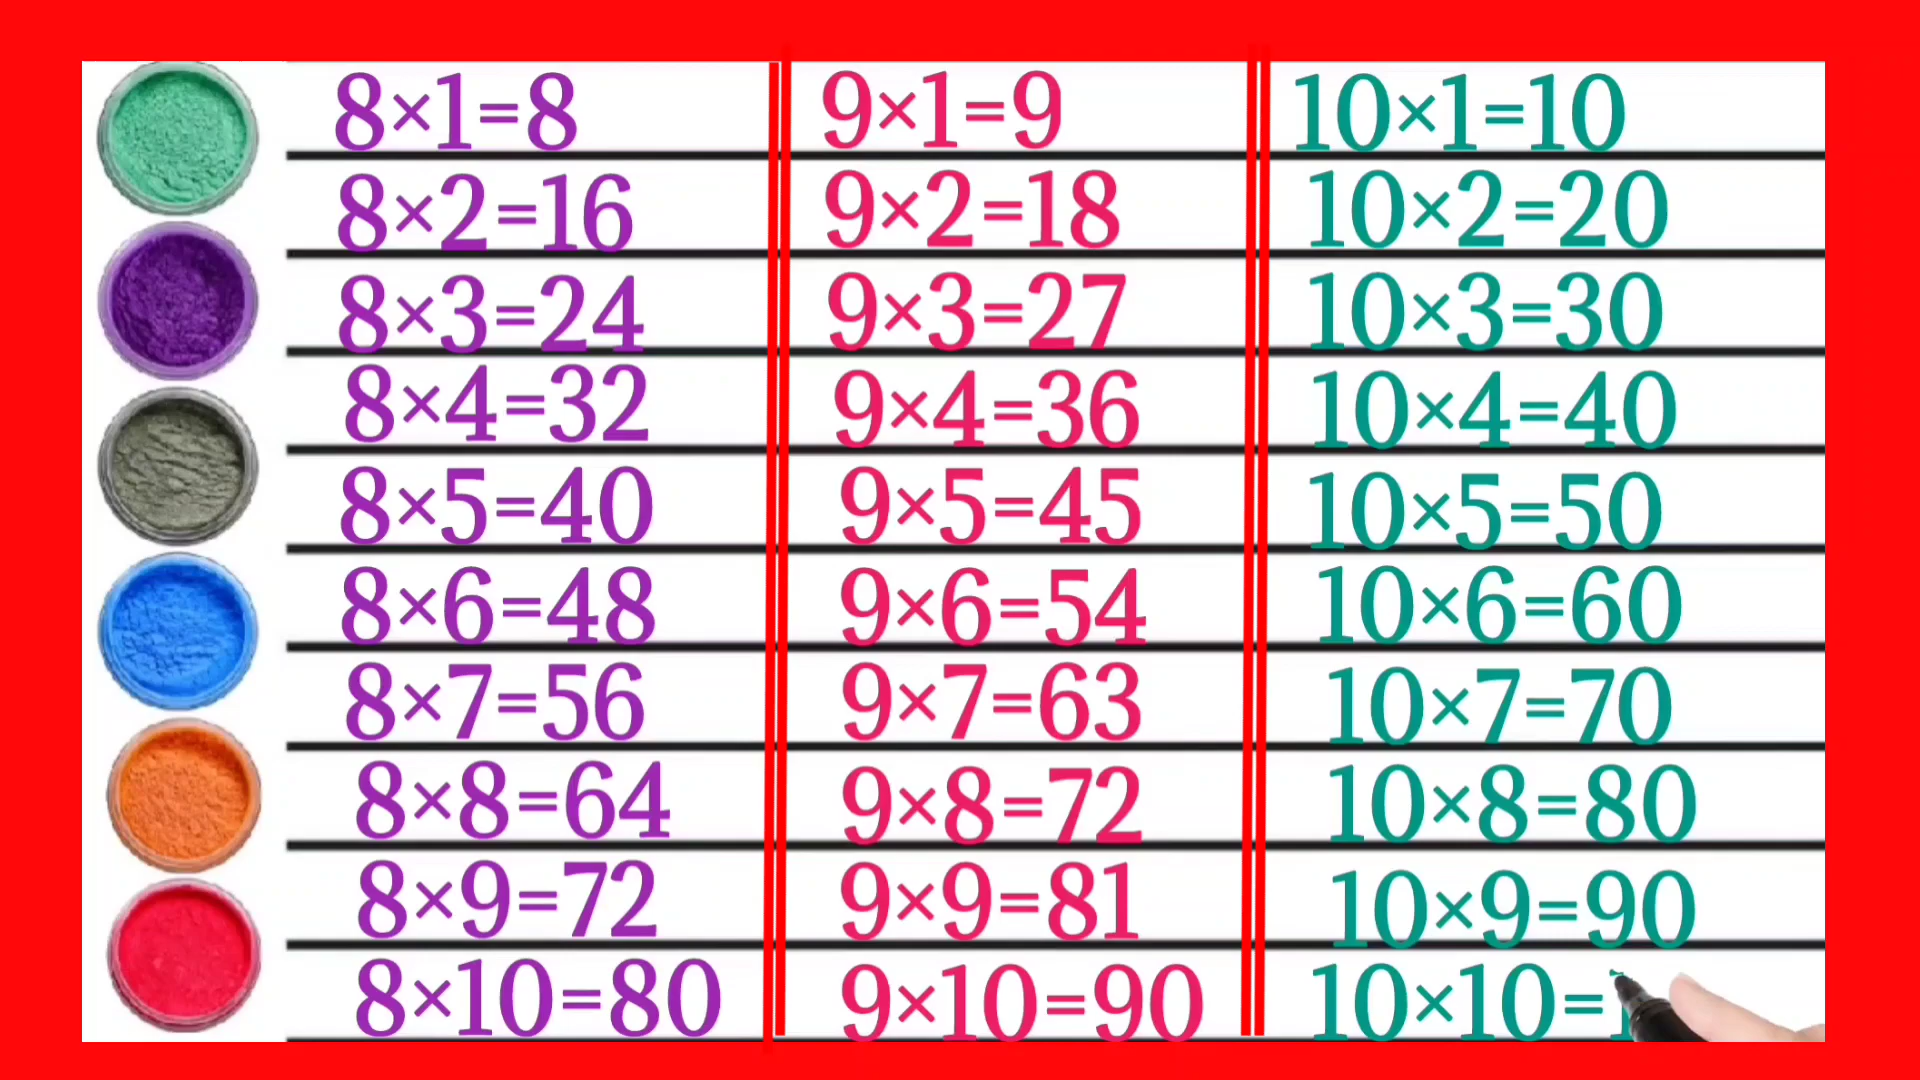 8×1=8 9×1=9 10×1=10
8×2=16 9×2=18 10×2=20
8×3=24 9×3=27 10×3=30
8×4=32 9×4=36 10×4=40
8×5=40 9×5=45 10×5=50
8×6=48 9×6=54 10×6=60
8×7=56 9×7=63 10×7=70
8×8=64 9×8=72 10×8=80
8×9=72 9×9=81 10×9=90
8×10=80 9×10=90 10×10=